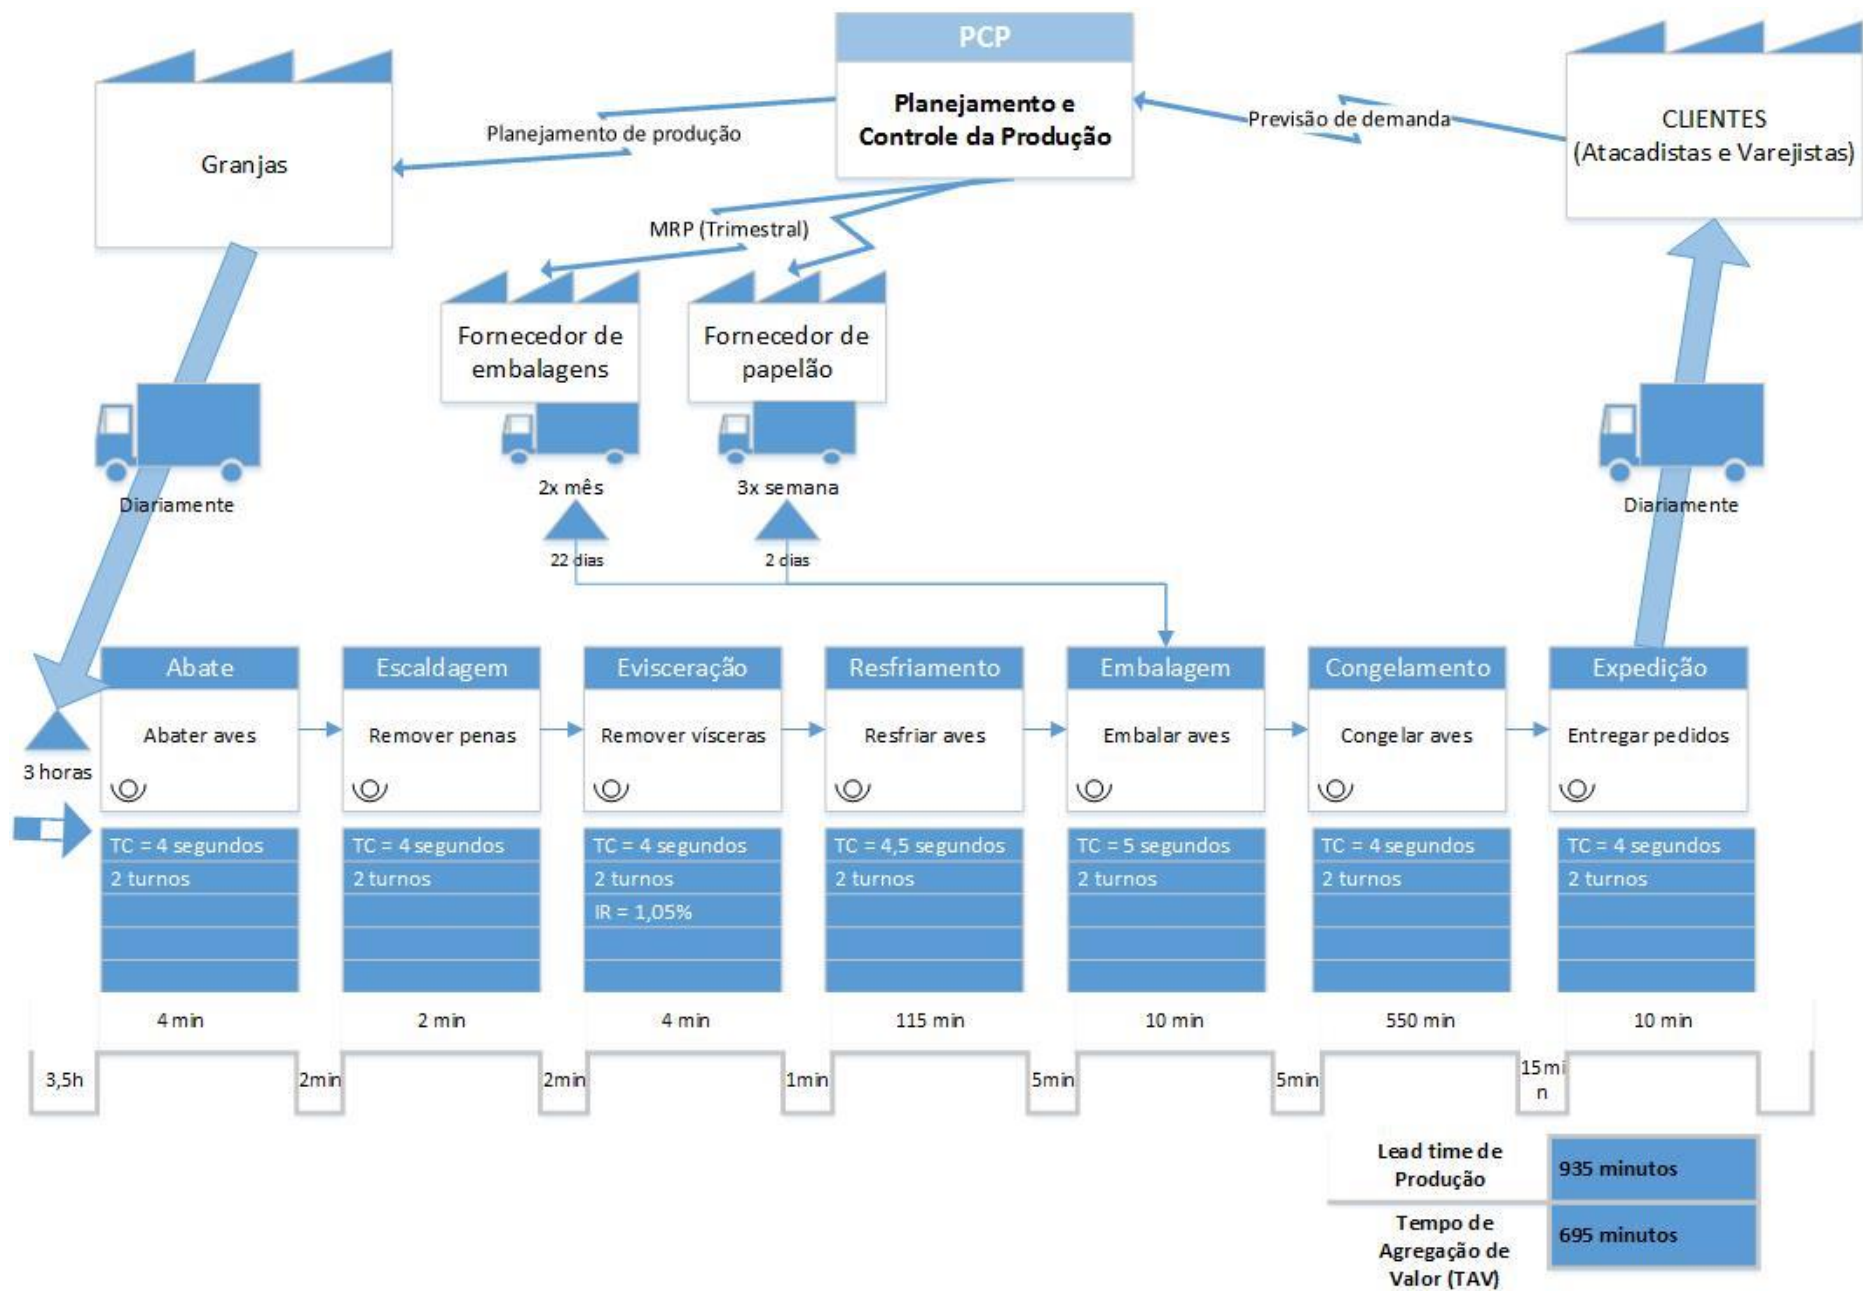 PCP
Planejamento e
Controle da Produção
Granjas
Planejamento de produção
Previsão de demanda
CLIENTES
(Atacadistas e Varejistas)
MRP (Trimestral)
Fornecedor de
embalagens
Fornecedor de
papelão
Diariamente
2x mês
3x semana
Diariamente
22 dias
2 dias
3 horas
Abate
Abater aves
Escaldagem
Remover penas
Evisceração
Remover vísceras
Resfriamento
Resfriar aves
Embalagem
Embalar aves
Congelamento
Congelar aves
Expedição
Entregar pedidos
TC = 4 segundos
2 turnos
TC = 4 segundos
2 turnos
TC = 4 segundos
2 turnos
IR = 1,05%
TC = 4,5 segundos
2 turnos
TC = 5 segundos
2 turnos
TC = 4 segundos
2 turnos
TC = 4 segundos
2 turnos
4 min
2 min
4 min
115 min
10 min
550 min
10 min
3,5h
2min
2min
1min
5min
5min
15mi
n
Lead time de
Produção
935 minutos
Tempo de
Agregação de
Valor (TAV)
695 minutos